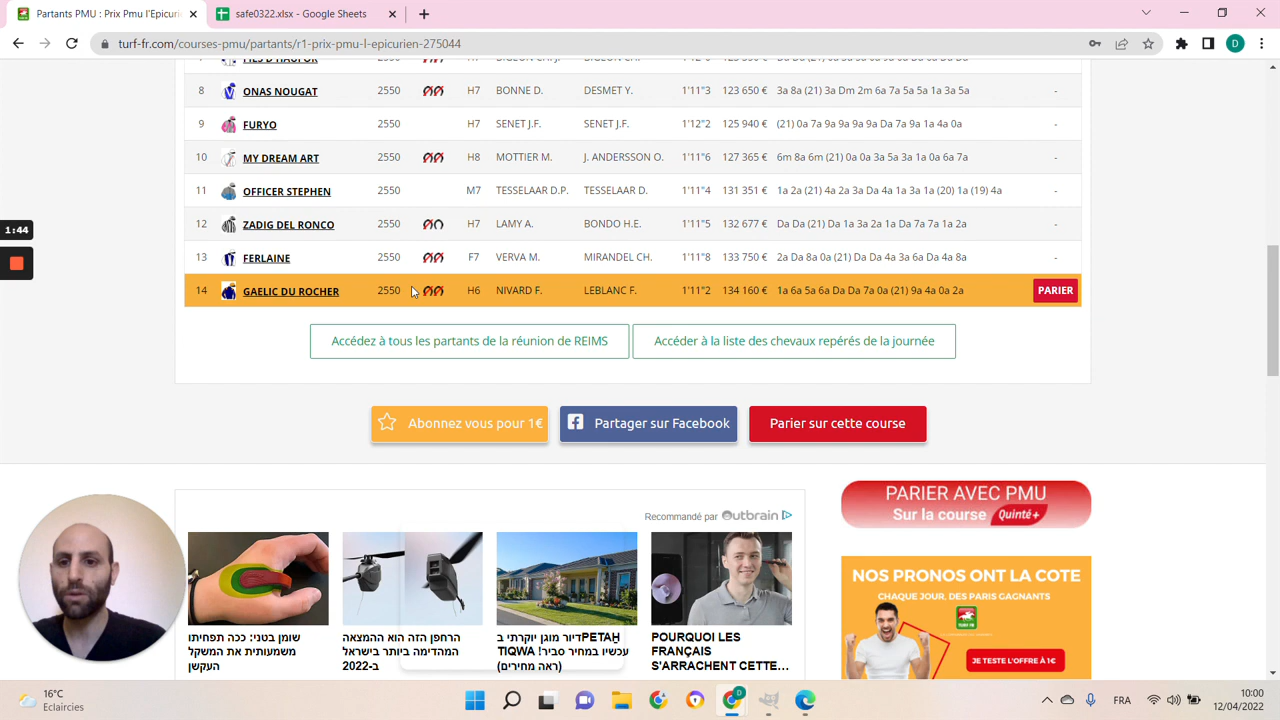 Partants PMU : Prix PMU l'Epicuri
safe0322.xlsx - Google Sheets
turf-fr.com/courses-pmu/partants/r1-prix-pmu-l-epicurien-275044
D
8 ONAS NOUGAT 2550 H7 BONNE D. DESMET Y. 1'11"3 123 650 € 3a 8a (21) 3a Dm 2m 6a 7a 5a 5a 1a 3a 5a -
9 FURYO 2550 H7 SENET J.F. SENET J.F. 1'12"2 125 940 € (21) 0a 7a 9a 9a 9a 9a Da 7a 9a 1a 4a 0a -
10 MY DREAM ART 2550 H8 MOTTIER M. J. ANDERSSON O. 1'11"6 127 365 € 6m 8a 6m (21) 0a 0a 3a 5a 3a 1a 0a 6a 7a -
11 OFFICER STEPHEN 2550 M7 TESSELAAR D.P. TESSELAAR D. 1'11"4 131 351 € 1a 2a (21) 4a 2a 3a Da 4a 1a 3a 1a (20) 1a (19) 4a -
12 ZADIG DEL RONCO 2550 H7 LAMY A. BONDO H.E. 1'11"5 132 677 € Da Da (21) Da 1a 3a 2a 1a Da 7a 7a 1a 2a -
13 FERLAINE 2550 F7 VERVA M. MIRANDEL CH. 1'11"8 133 750 € 2a Da 8a 0a (21) Da Da 4a 3a 6a Da 4a 8a -
14 GAELIC DU ROCHER 2550 H6 NIVARD F. LEBLANC F. 1'11"2 134 160 € 1a 6a 5a 6a Da Da 7a 0a (21) 9a 4a 0a 2a PARIER
1:44
Accédez à tous les partants de la réunion de REIMS
Accéder à la liste des chevaux repérés de la journée
Abonnez vous pour 1€
Partager sur Facebook
Parier sur cette course
Recommandé par Outbrain
שומן בטני: ככה תפחיתו
משמעותית את המשקל
העקשן
הרחפן הזה הוא ההמצאה
המהדימה ביותר בישראל
ב-2022
דיור מוגן יוקרתי ב PETAH
TIQWA עכשיו במחיר סביר!
(ראה מחירים)
POURQUOI LES
FRANÇAIS
S'ARRACHENT CETTE...
PARIER AVEC PMU
Sur la course Quinté+
NOS PRONOS ONT LA COTE
CHAQUE JOUR, DES PARIS GAGNANTS
JE TESTE L'OFFRE À 1€
16°C
Eclaircies
D
FRA
10:00
12/04/2022